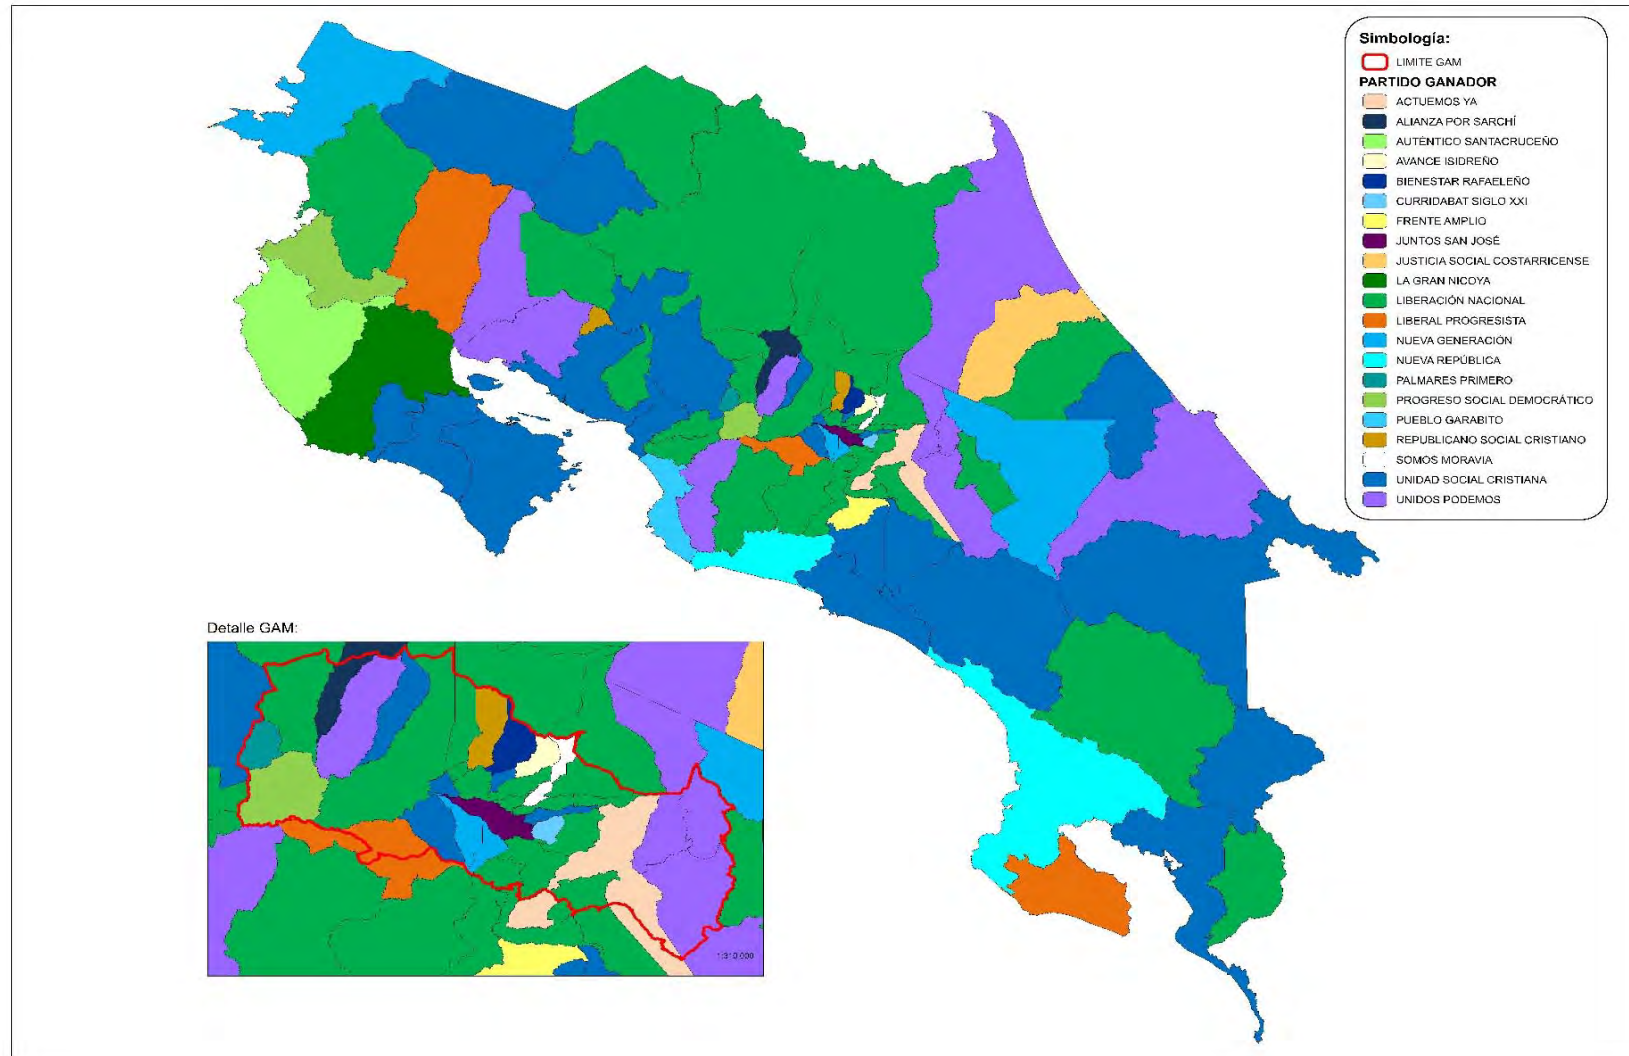 Simbología:
LIMITE GAM
PARTIDO GANADOR
ACTUEMOS YA
ALIANZA POR SARCHÍ
AUTÉNTICO SANTACRUCEÑO
AVANCE ISIDREÑO
BIENESTAR RAFAELEÑO
CURRIDABAT SIGLO XXI
FRENTE AMPLIO
JUNTOS SAN JOSÉ
JUSTICIA SOCIAL COSTARRICENSE
LA GRAN NICOYA
LIBERACIÓN NACIONAL
LIBERAL PROGRESISTA
NUEVA GENERACIÓN
NUEVA REPÚBLICA
PALMARES PRIMERO
PROGRESO SOCIAL DEMOCRÁTICO
PUEBLO GARABITO
REPUBLICANO SOCIAL CRISTIANO
SOMOS MORAVIA
UNIDAD SOCIAL CRISTIANA
UNIDOS PODEMOS
Detalle GAM:
1:310 000